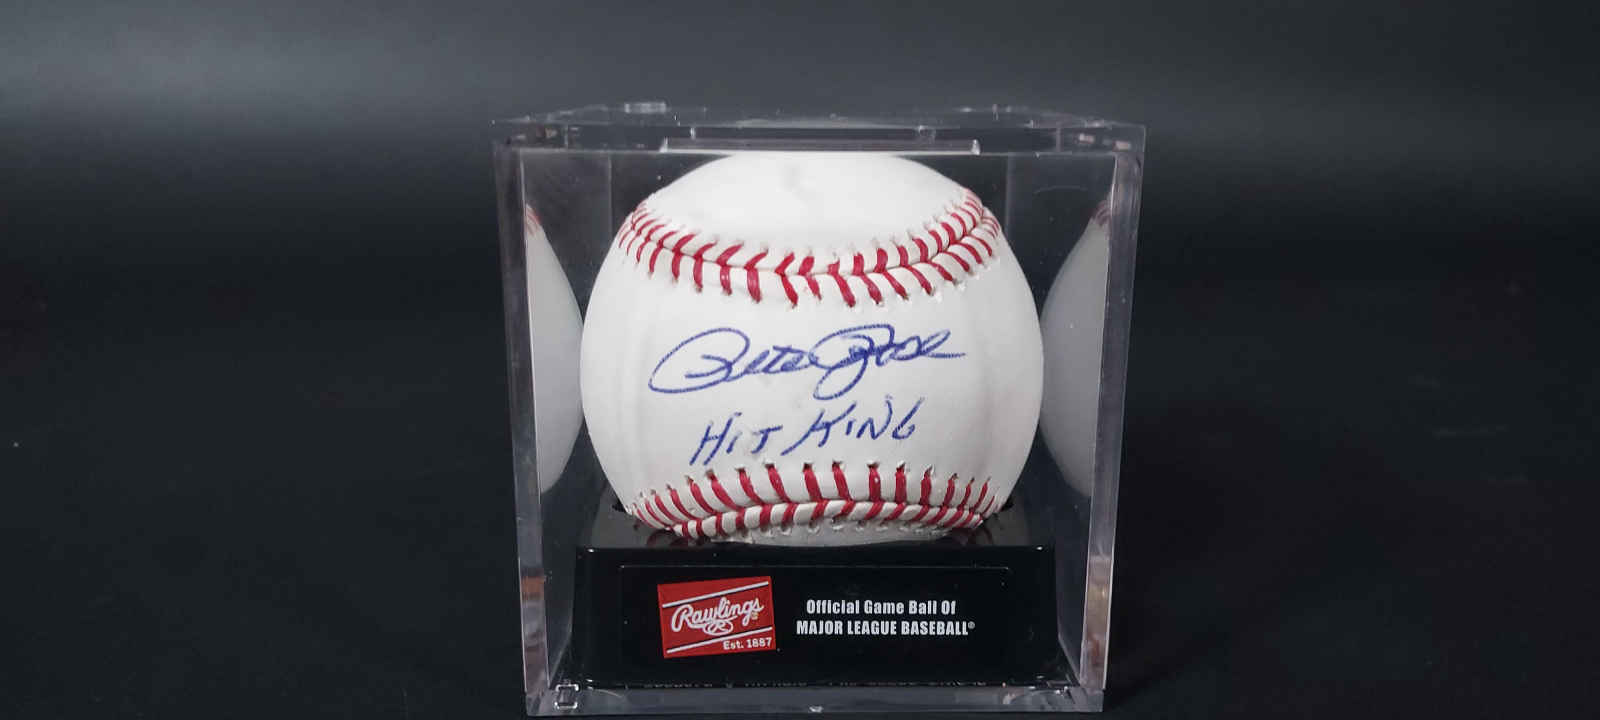 Pete Rose
Hit King
Rawlings
R
Est. 1887
Official Game Ball Of
MAJOR LEAGUE BASEBALL®